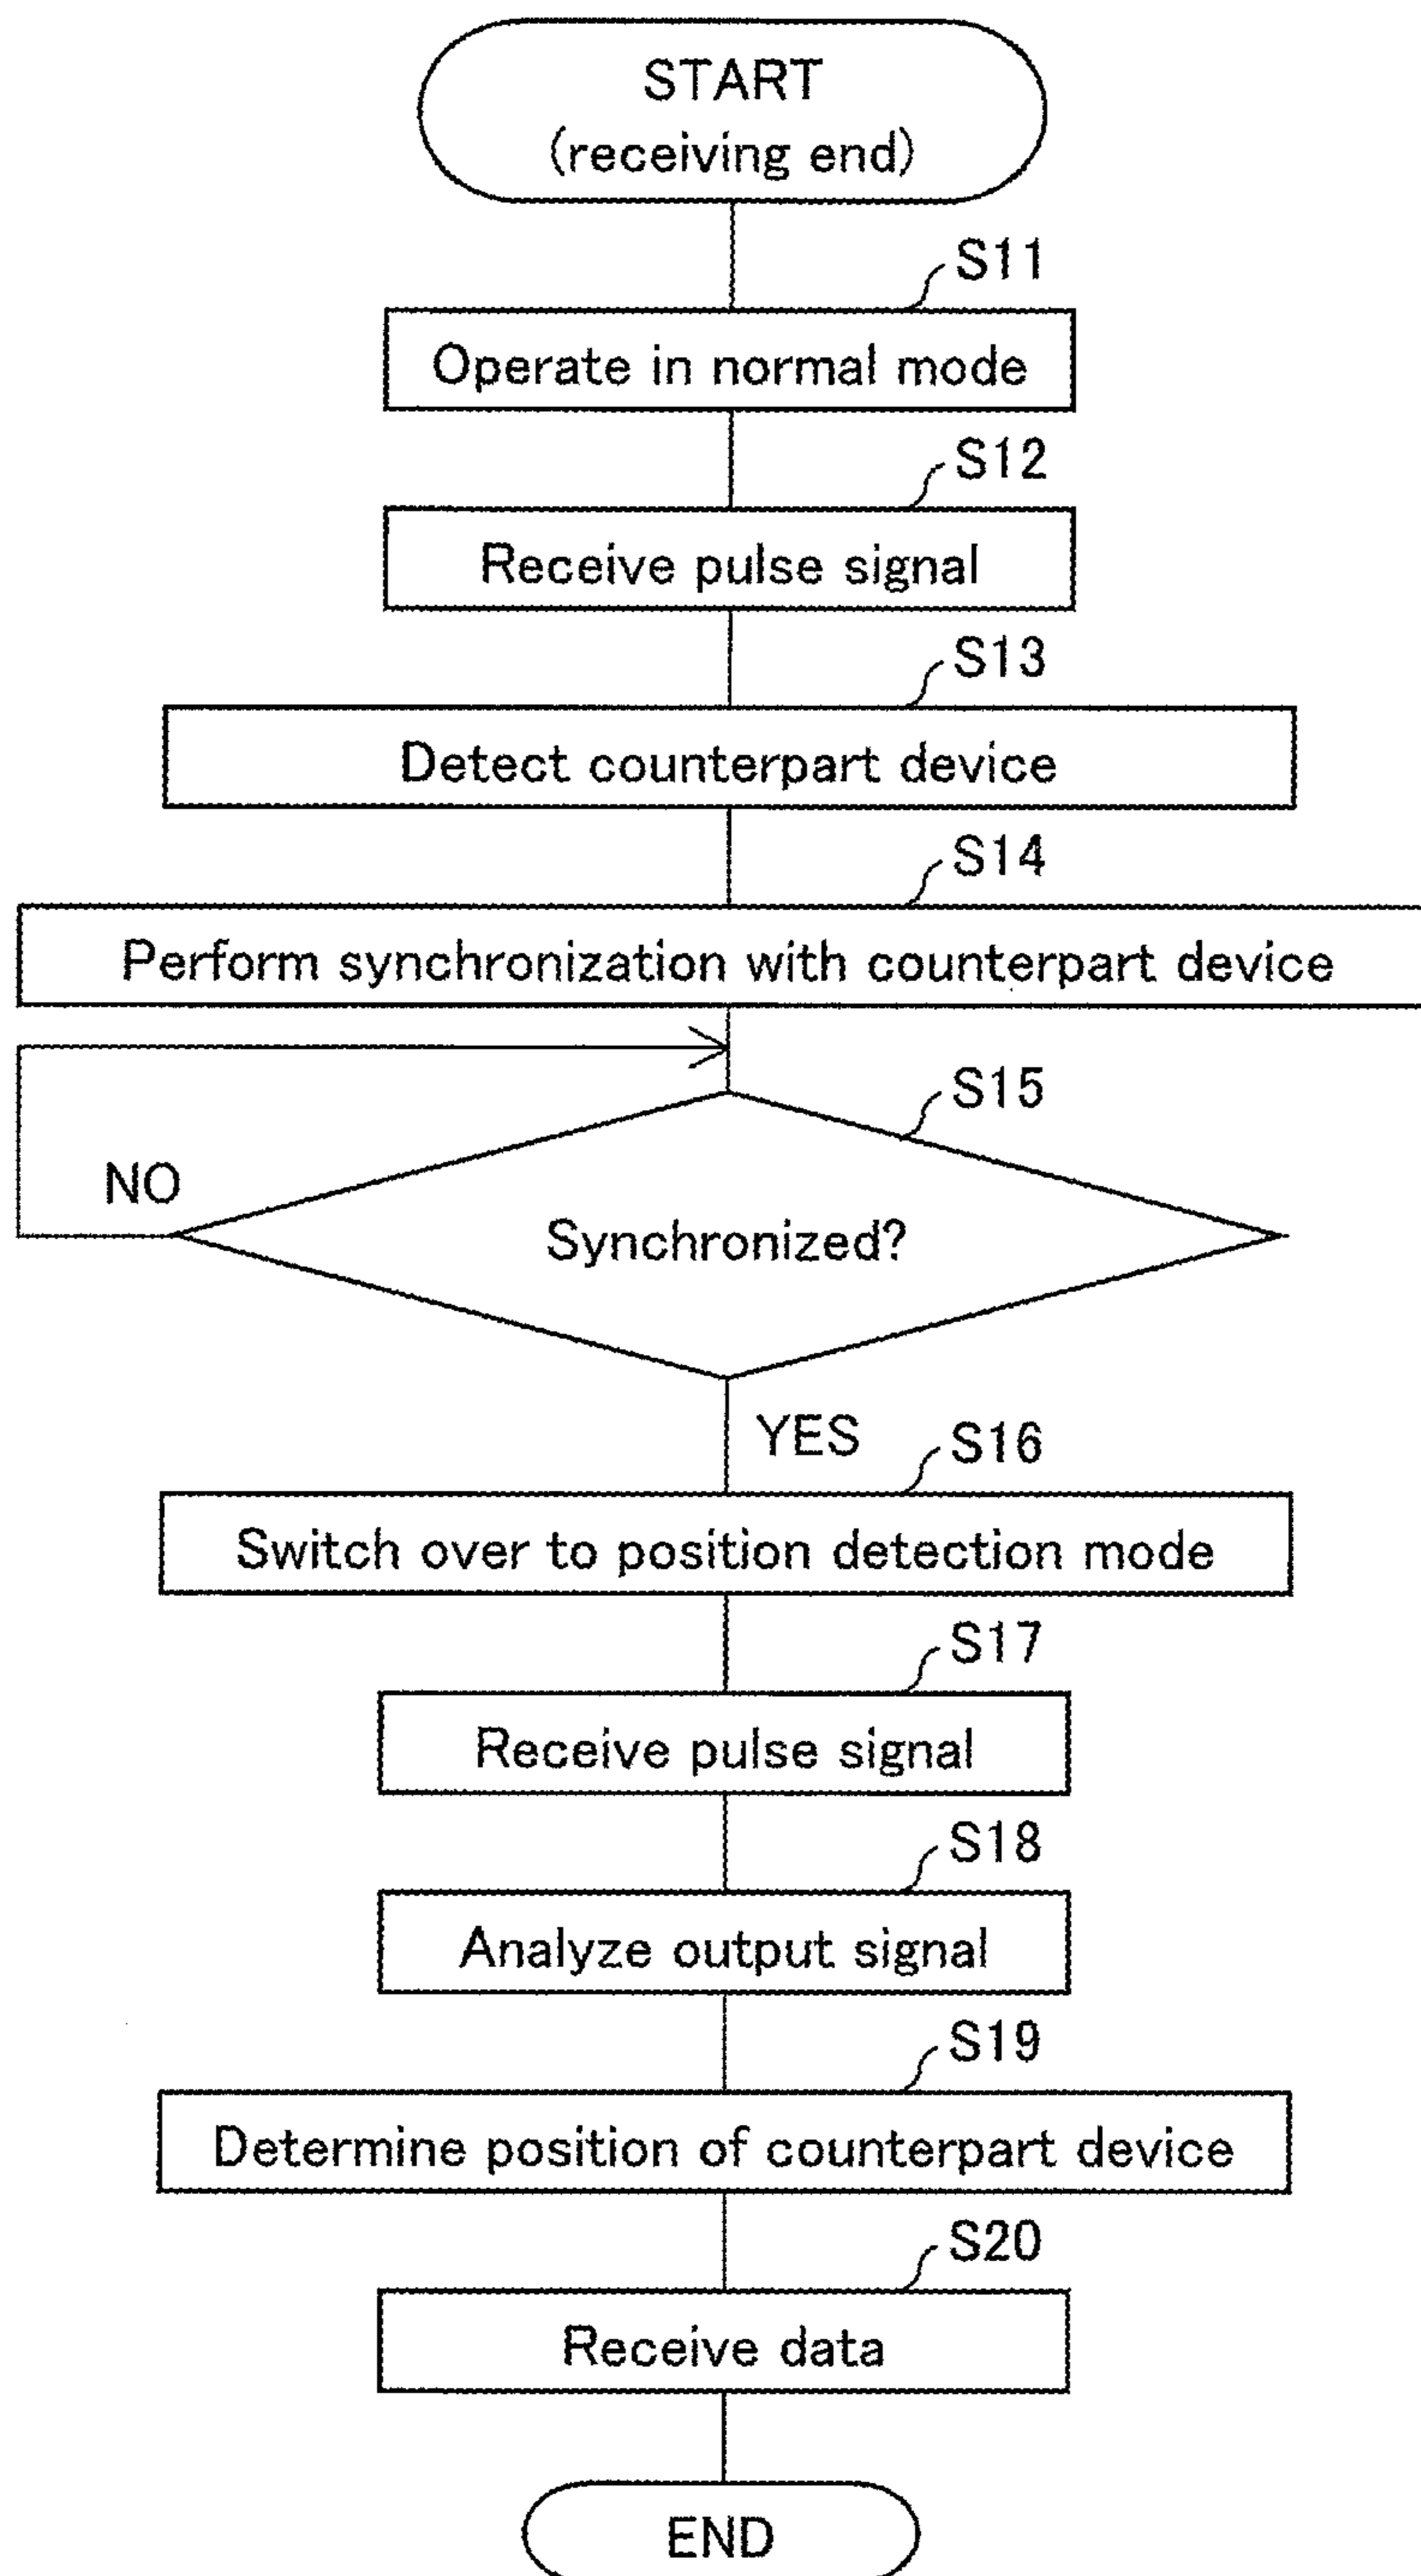 START
(receiving end)
S11
Operate in normal mode
S12
Receive pulse signal
S13
Detect counterpart device
S14
Perform synchronization with counterpart device
S15
NO
Synchronized?
YES
S16
Switch over to position detection mode
S17
Receive pulse signal
S18
Analyze output signal
S19
Determine position of counterpart device
S20
Receive data
END